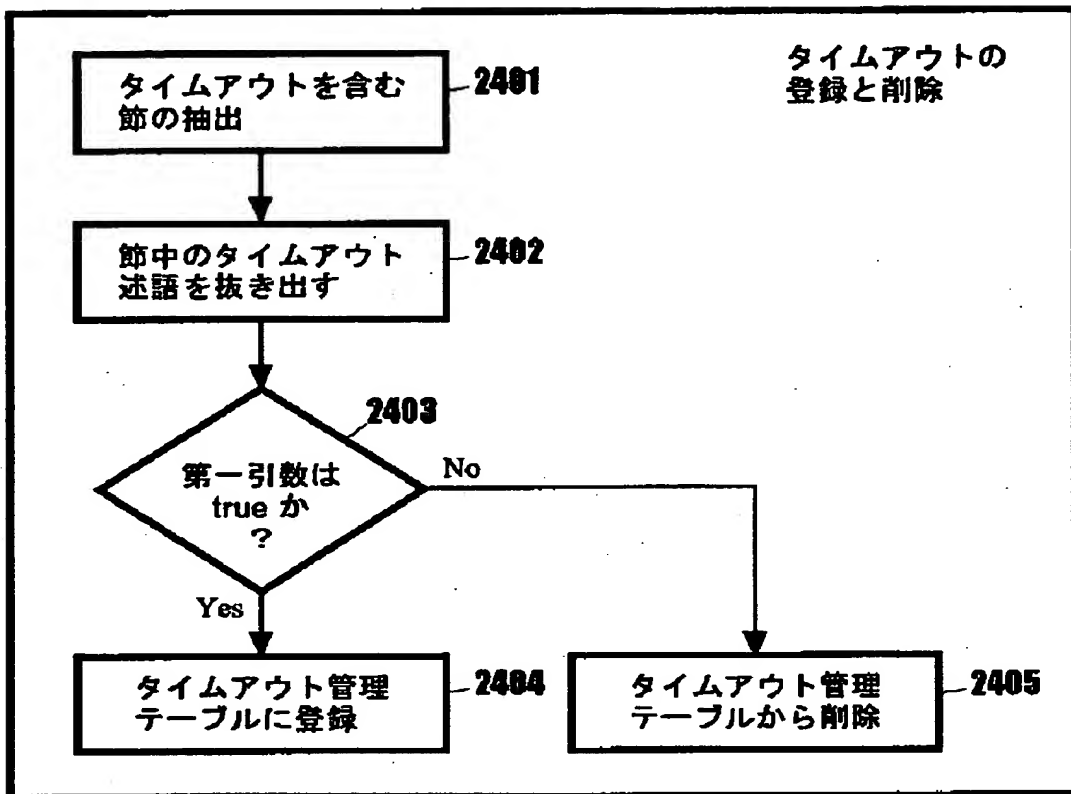 タイムアウトの
登録と削除
タイムアウトを含む
節の抽出
2401
節中のタイムアウト
述語を抜き出す
2402
2403
第一引数は
true か
?
No
Yes
タイムアウト管理
テーブルに登録
2404
タイムアウト管理
テーブルから削除
2405